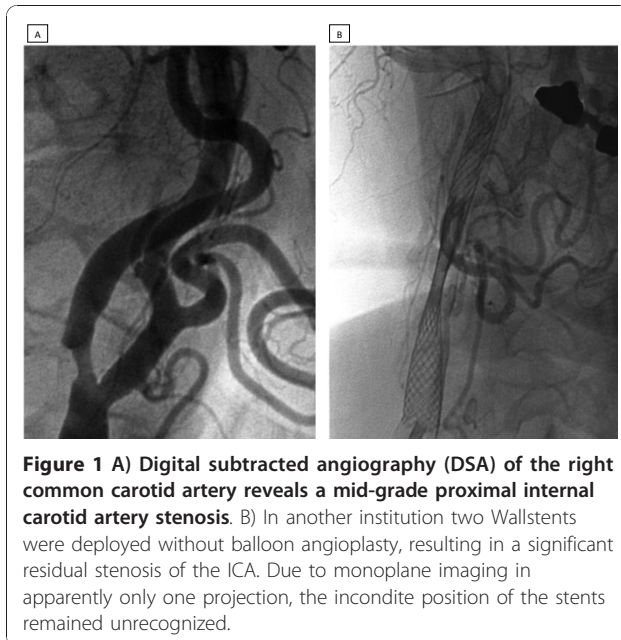 A
B
Figure 1 A) Digital subtracted angiography (DSA) of the right
common carotid artery reveals a mid-grade proximal internal
carotid artery stenosis. B) In another institution two Wallstents
were deployed without balloon angioplasty, resulting in a significant
residual stenosis of the ICA. Due to monoplane imaging in
apparently only one projection, the incondite position of the stents
remained unrecognized.